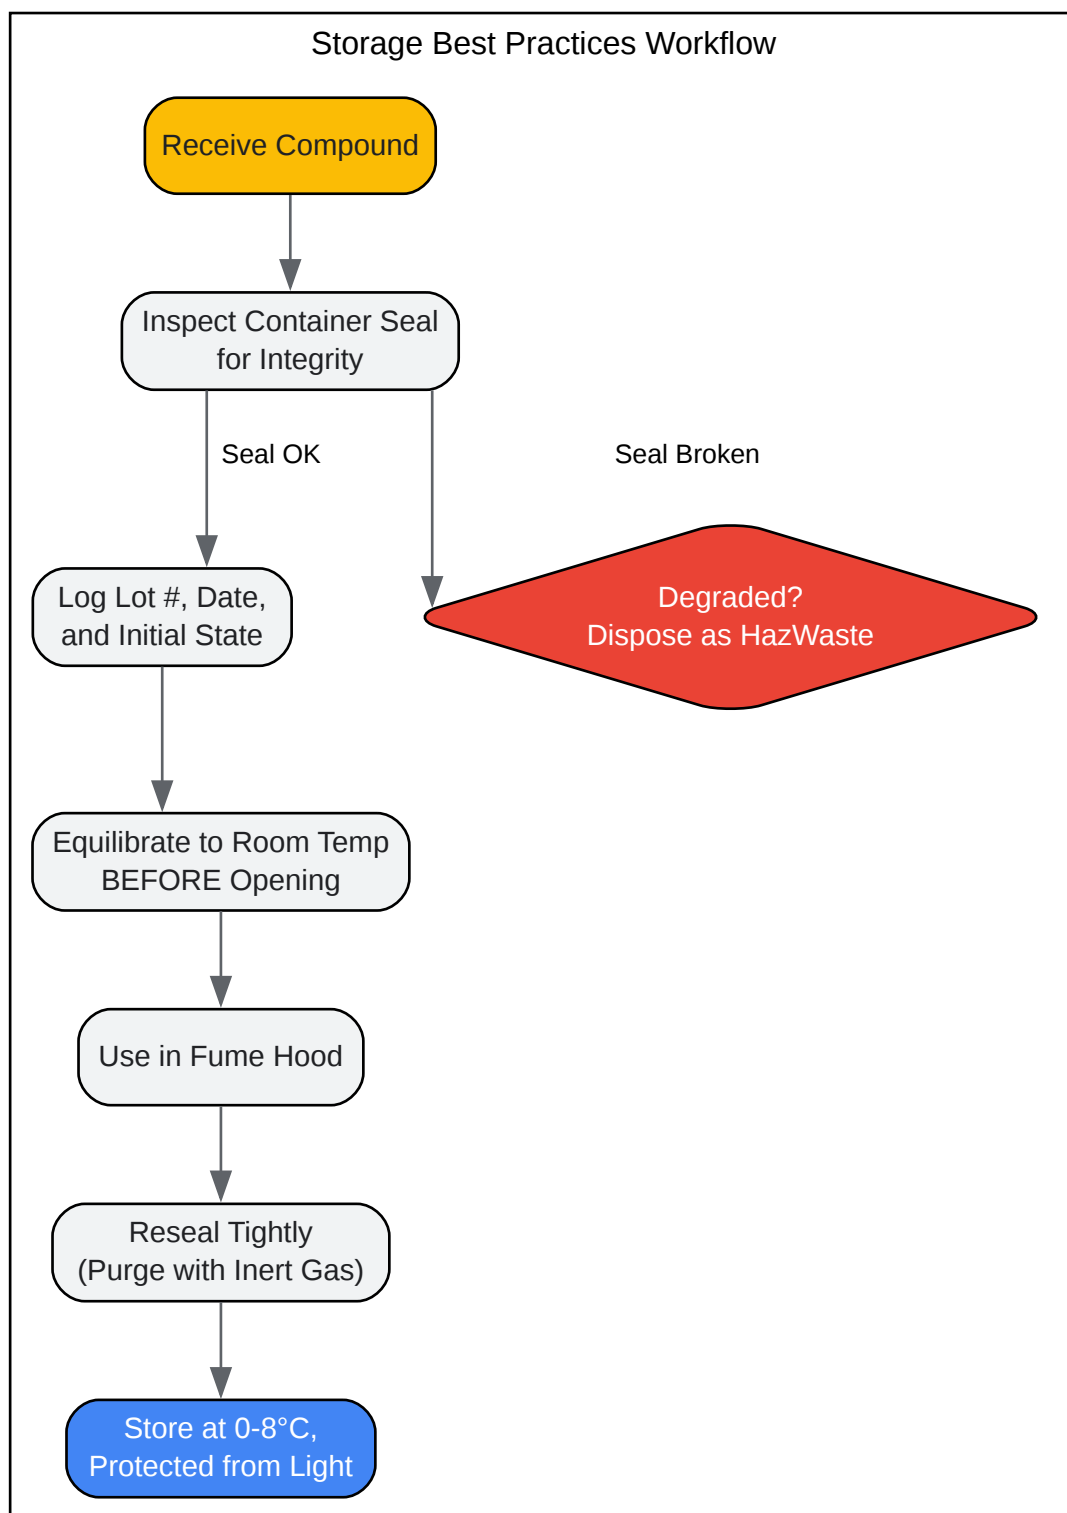 Storage Best Practices Workflow
Receive Compound
Inspect Container Seal
for Integrity
Seal OK
Seal Broken
Log Lot #, Date,
and Initial State
Degraded?
Dispose as HazWaste
Equilibrate to Room Temp
BEFORE Opening
Use in Fume Hood
Reseal Tightly
(Purge with Inert Gas)
Store at 0-8°C,
Protected from Light